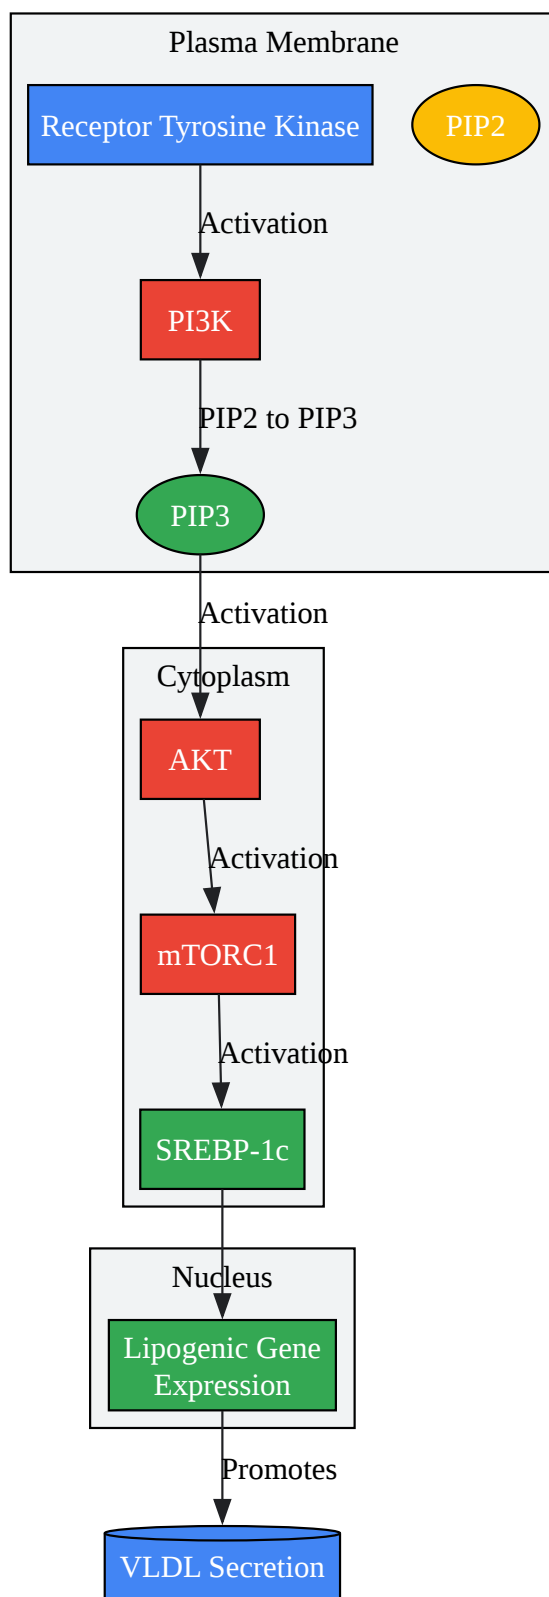 Plasma Membrane
Receptor Tyrosine Kinase
PIP2
Activation
PI3K
PIP2 to PIP3
PIP3
Activation
Cytoplasm
AKT
Activation
mTORC1
Activation
SREBP-1c
Nucleus
Lipogenic Gene
Expression
Promotes
VLDL Secretion